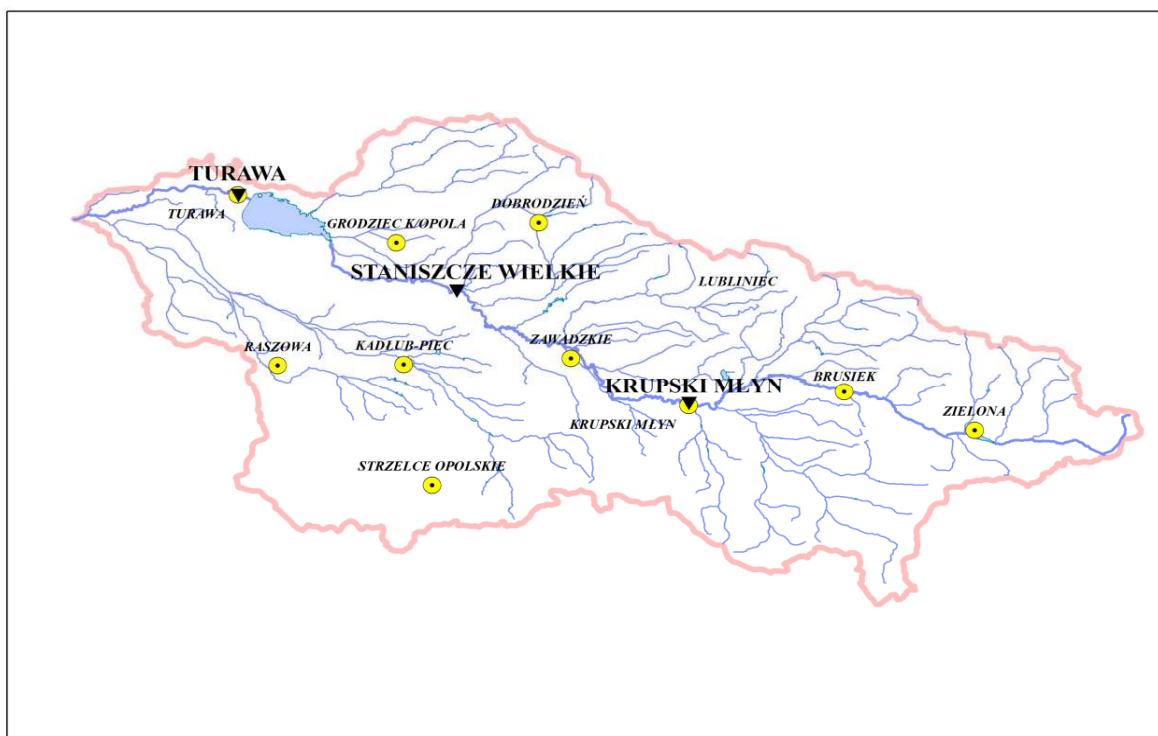 TURAWA
TURAWA
DOBRODZIEŃ
GRODZIEC K/OPOLA
STANISZCZE WIELKIE
LUBLINIEC
RASZOWA
KADŁUB-PIEC
ZAWADZKIE
BRUSIEK
KRUPSKI MŁYN
KRUPSKI MŁYN
ZIELONA
STRZELCE OPOLSKIE